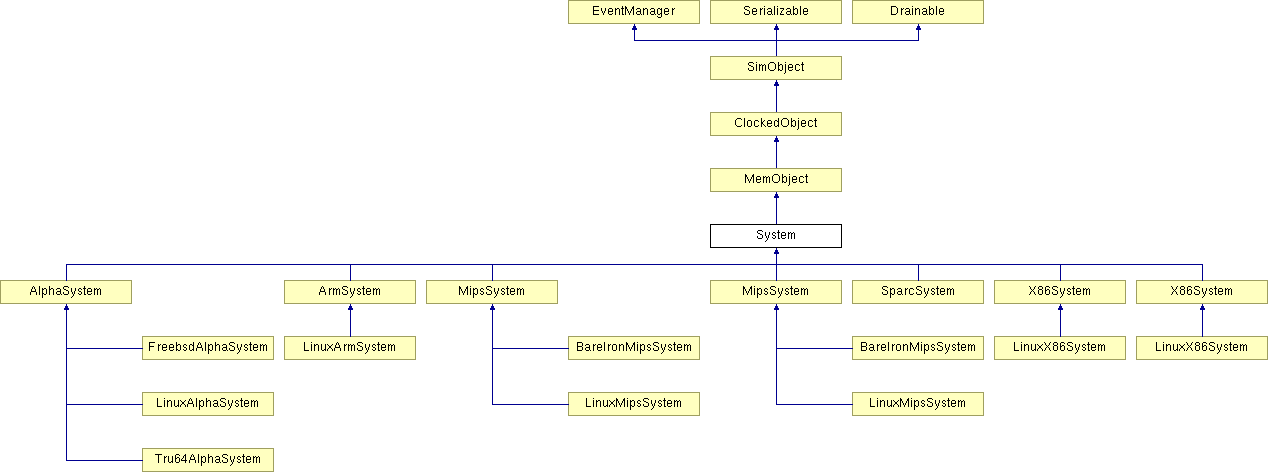 EventManager
Serializable
Drainable
SimObject
ClockedObject
MemObject
System
AlphaSystem
ArmSystem
MipsSystem
MipsSystem
SparcSystem
X86System
X86System
FreebsdAlphaSystem
LinuxArmSystem
BareIronMipsSystem
BareIronMipsSystem
LinuxX86System
LinuxX86System
LinuxAlphaSystem
LinuxMipsSystem
LinuxMipsSystem
Tru64AlphaSystem